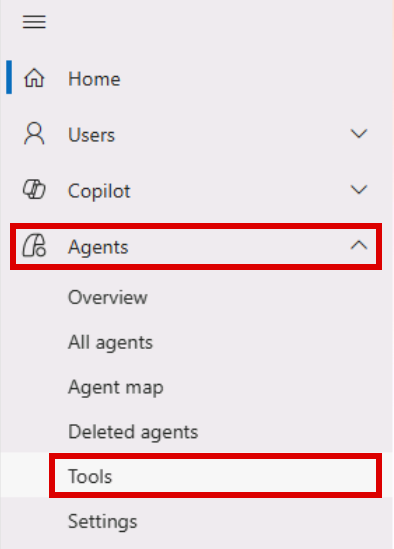 Home
Users
Copilot
Agents
Overview
All agents
Agent map
Deleted agents
Tools
Settings